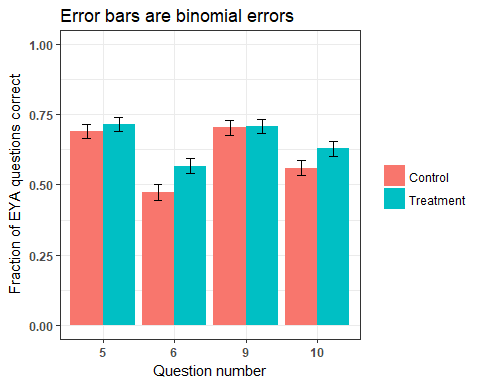 Error bars are binomial errors
1.00
0.75
0.50
0.25
0.00
Fraction of EYA questions correct
5 6 9 10
Question number
Control
Treatment